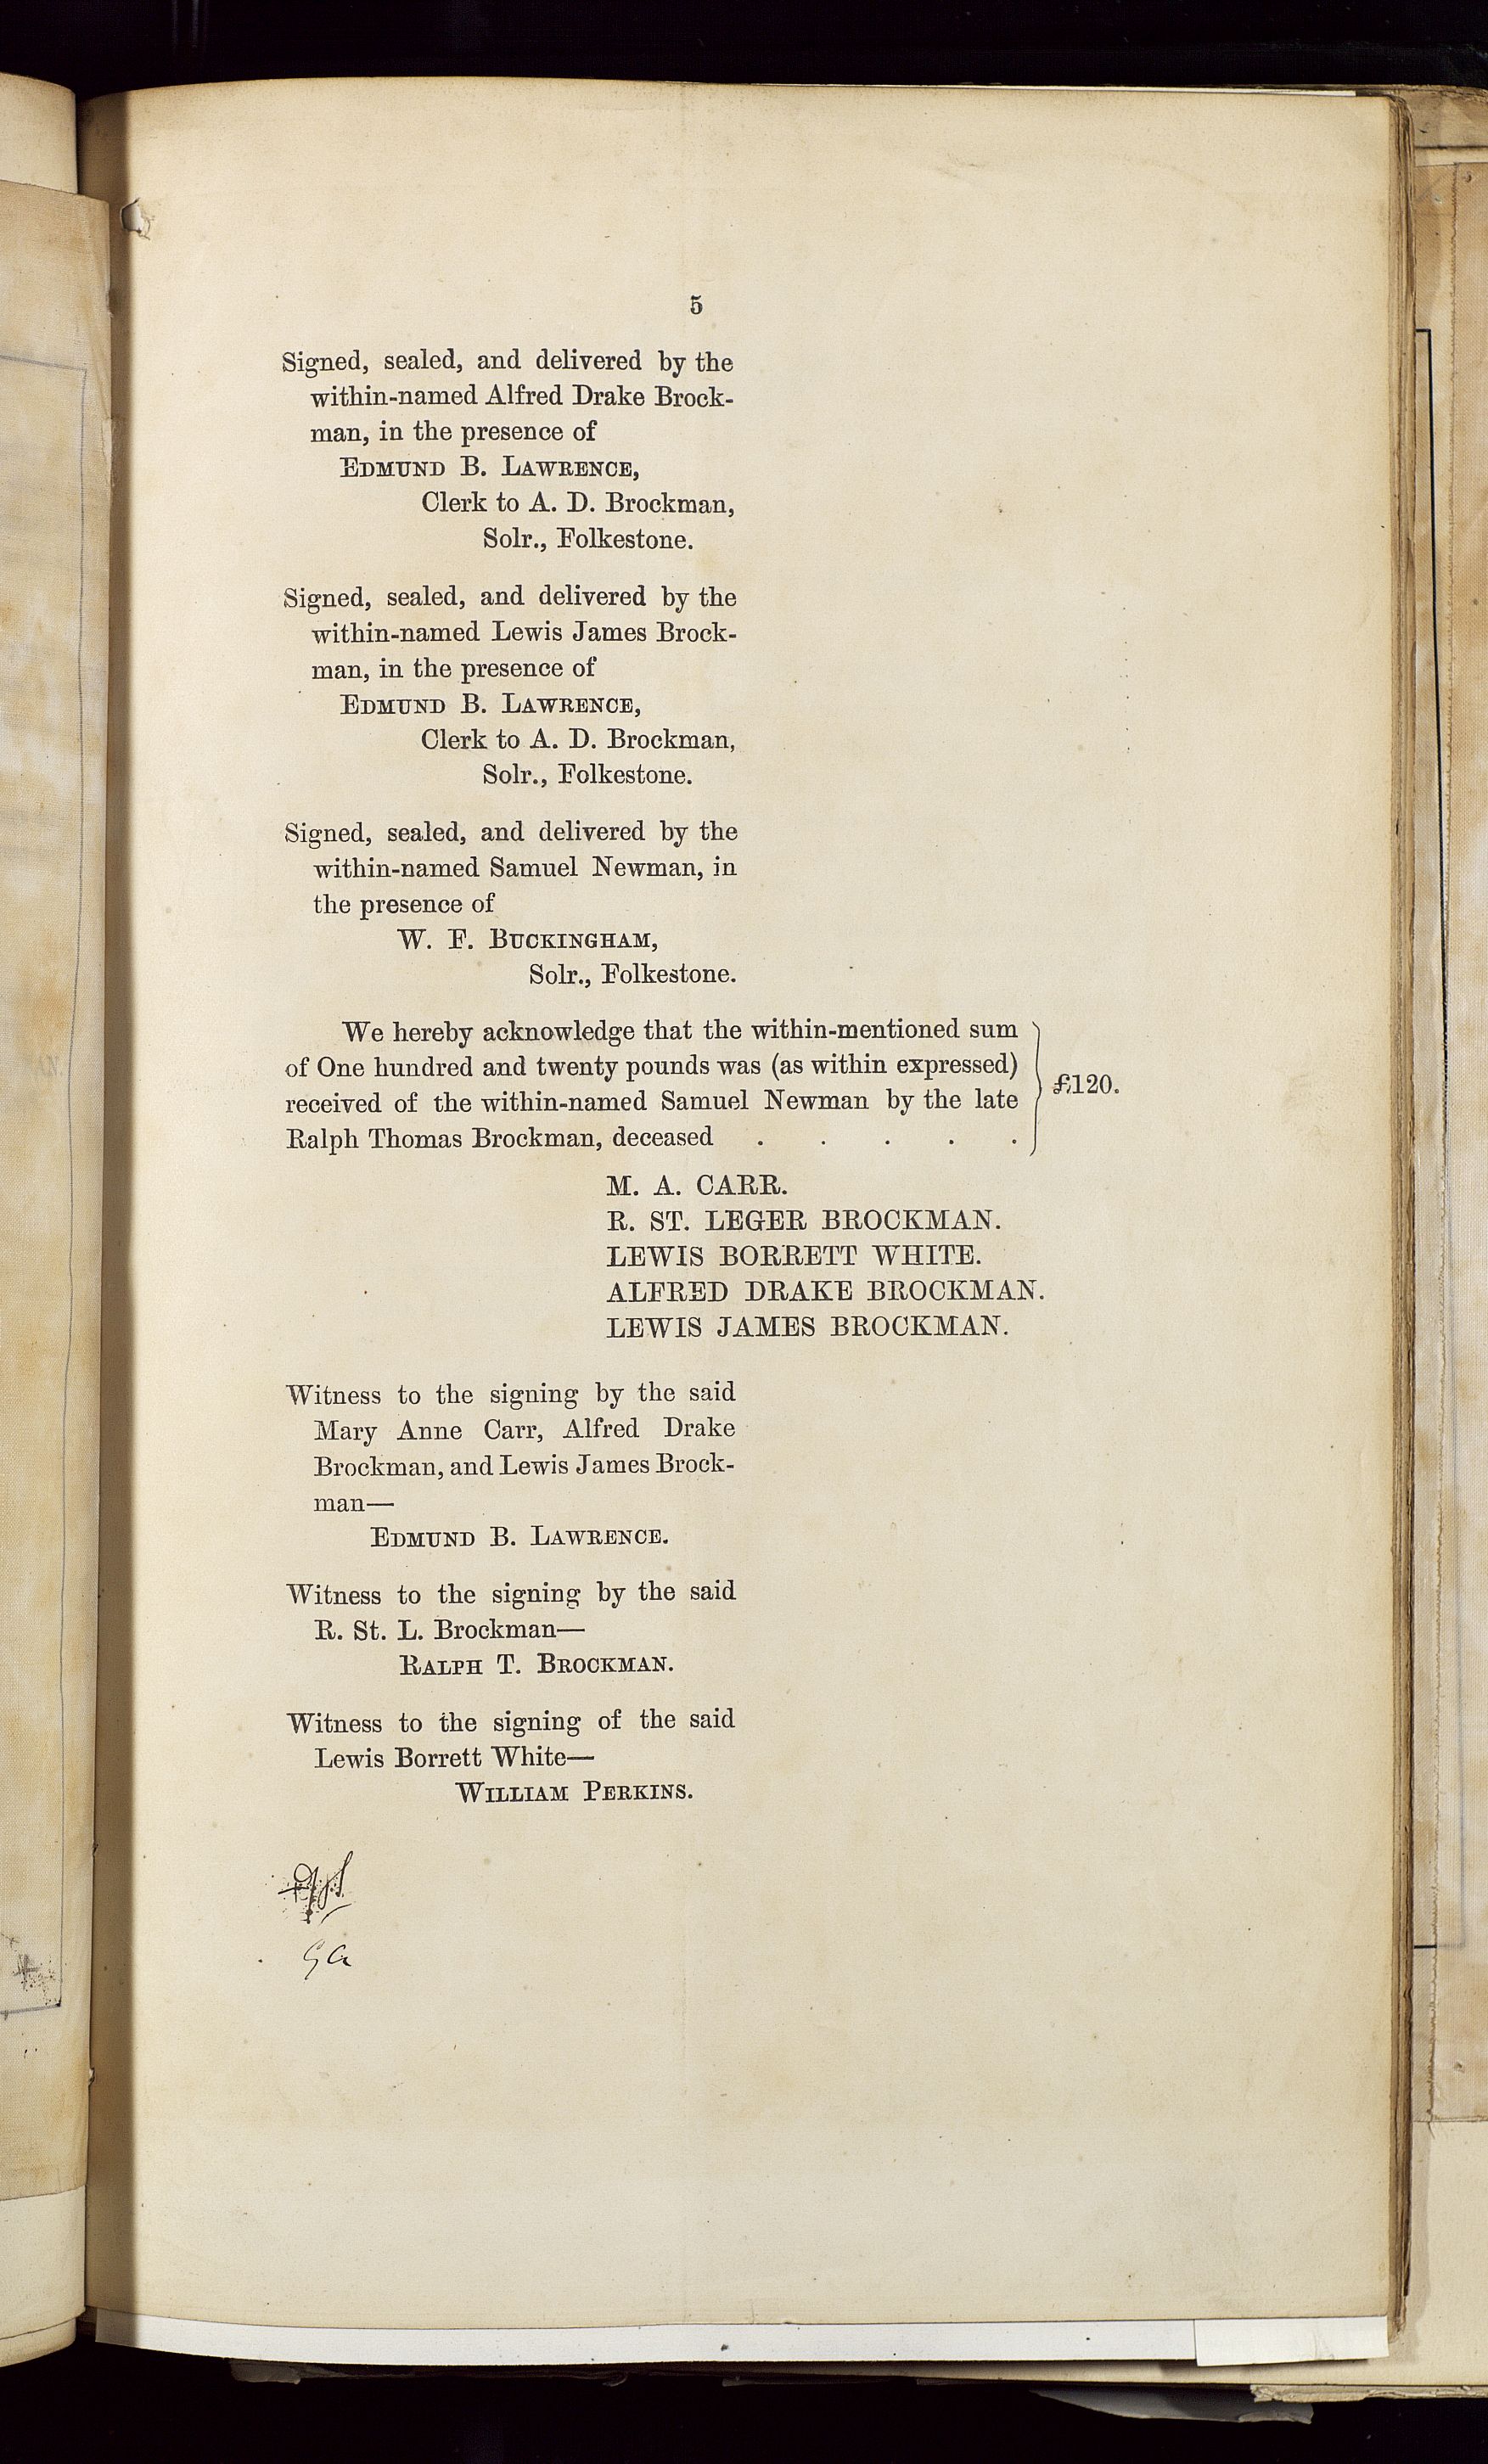 5
Signed, sealed, and delivered by the
within-named Alfred Drake Brock-
man, in the presence of
EDMUND B. LAWRENCE,
Clerk to A. D. Brockman,
Solr., Folkestone.
Signed, sealed, and delivered by the
within-named Lewis James Brock-
man, in the presence of
EDMUND B. LAWRENCE,
Clerk to A. D. Brockman,
Solr., Folkestone.
Signed, sealed, and delivered by the
within-named Samuel Newman, in
the presence of
W. F. BUCKINGHAM,
Solr., Folkestone.
We hereby acknowledge that the within-mentioned sum
of One hundred and twenty pounds was (as within expressed)
received of the within-named Samuel Newman by the late
Ralph Thomas Brockman, deceased . . . . .
£120.
M. A. CARR.
R. ST. LEGER BROCKMAN.
LEWIS BORRETT WHITE.
ALFRED DRAKE BROCKMAN.
LEWIS JAMES BROCKMAN.
Witness to the signing by the said
Mary Anne Carr, Alfred Drake
Brockman, and Lewis James Brock-
man—
EDMUND B. LAWRENCE.
Witness to the signing by the said
R. St. L. Brockman—
RALPH T. BROCKMAN.
Witness to the signing of the said
Lewis Borrett White—
WILLIAM PERKINS.